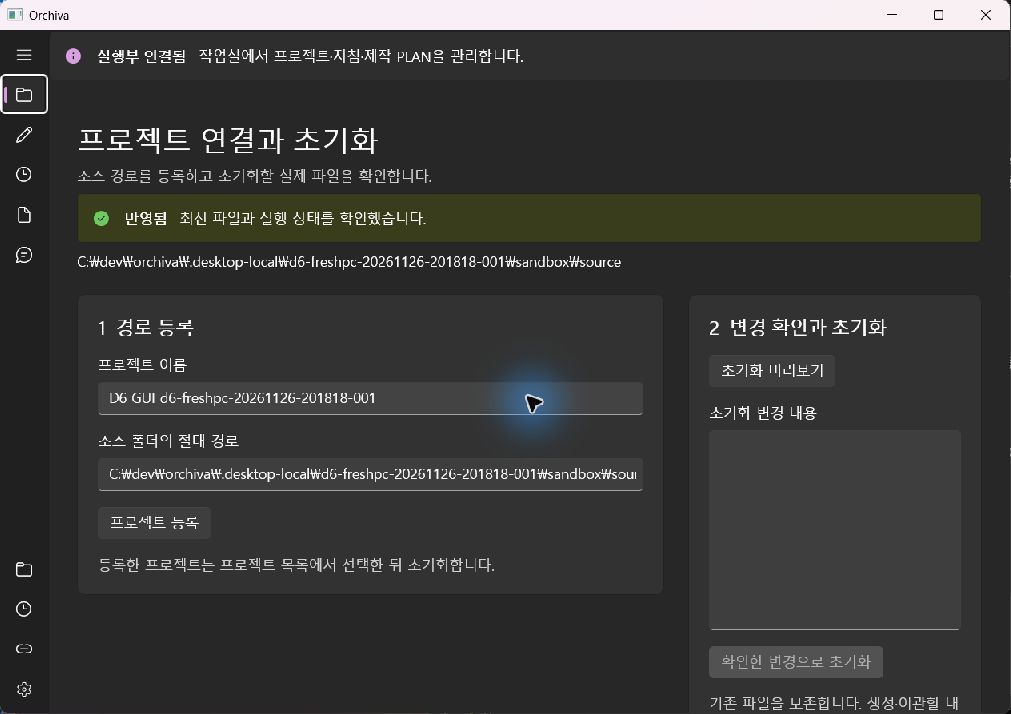 Orchiva
실행부 연결됨 작업실에서 프로젝트·지침·제작 PLAN을 관리합니다.
프로젝트 연결과 초기화
소스 경로를 등록하고 초기화할 실제 파일을 확인합니다.
반영됨 최신 파일과 실행 상태를 확인했습니다.
C:₩dev₩orchiva₩.desktop-local₩d6-freshpc-20261126-201818-001₩sandbox₩source
1 경로 등록
프로젝트 이름
D6 GUI d6-freshpc-20261126-201818-001
소스 폴더의 절대 경로
C:₩dev₩orchiva₩.desktop-local₩d6-freshpc-20261126-201818-001₩sandbox₩sour
프로젝트 등록
등록한 프로젝트는 프로젝트 목록에서 선택한 뒤 초기화합니다.
2 변경 확인과 초기화
초기화 미리보기
초기화 변경 내용
확인한 변경으로 초기화
기존 파일을 보존합니다. 생성·이관할 내